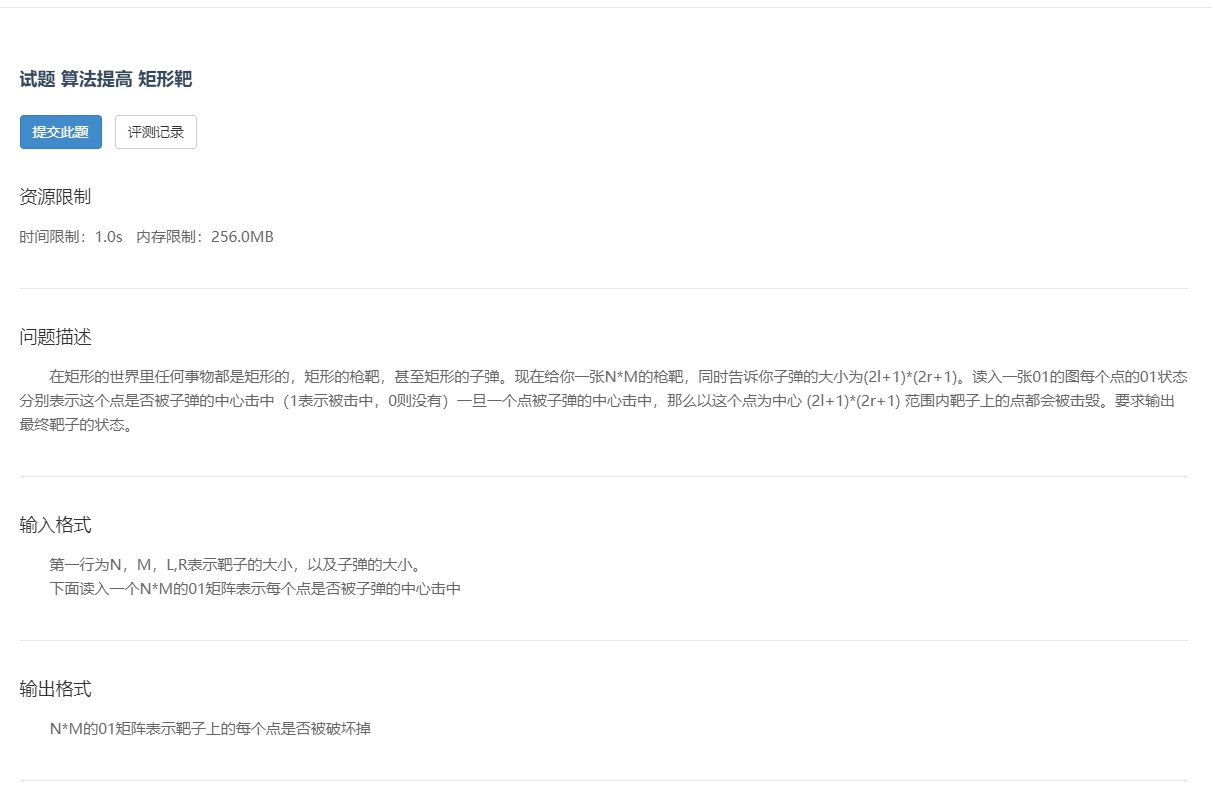 试题 算法提高 矩形靶
提交此题 评测记录
资源限制
时间限制：1.0s 内存限制：256.0MB
问题描述
在矩形的世界里任何事物都是矩形的，矩形的枪靶，甚至矩形的子弹。现在给你一张N*M的枪靶，同时告诉你子弹的大小为(2l+1)*(2r+1)。读入一张01的图每个点的01状态
分别表示这个点是否被子弹的中心击中（1表示被击中，0则没有）一旦一个点被子弹的中心击中，那么以这个点为中心 (2l+1)*(2r+1) 范围内靶子上的点都会被击毁。要求输出
最终靶子的状态。
输入格式
第一行为N，M，L,R表示靶子的大小，以及子弹的大小。
下面读入一个N*M的01矩阵表示每个点是否被子弹的中心击中
输出格式
N*M的01矩阵表示靶子上的每个点是否被破坏掉